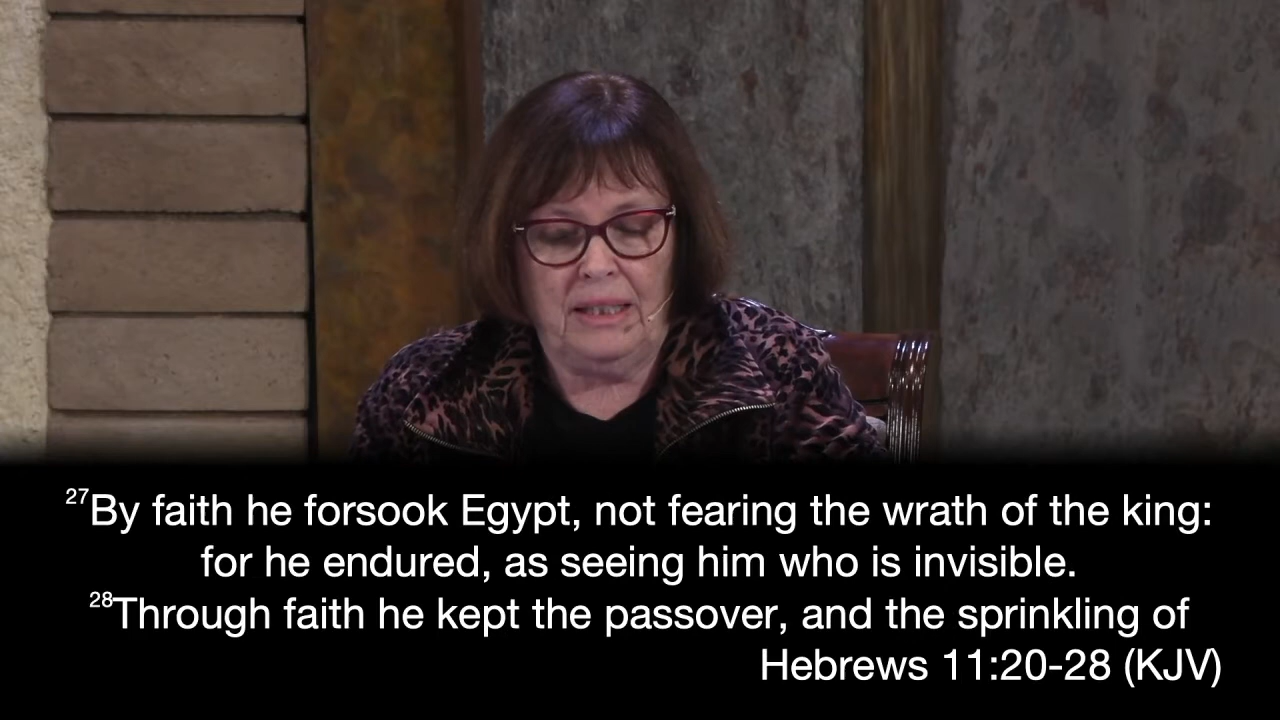 27By faith he forsook Egypt, not fearing the wrath of the king:
for he endured, as seeing him who is invisible.
28Through faith he kept the passover, and the sprinkling of
Hebrews 11:20-28 (KJV)